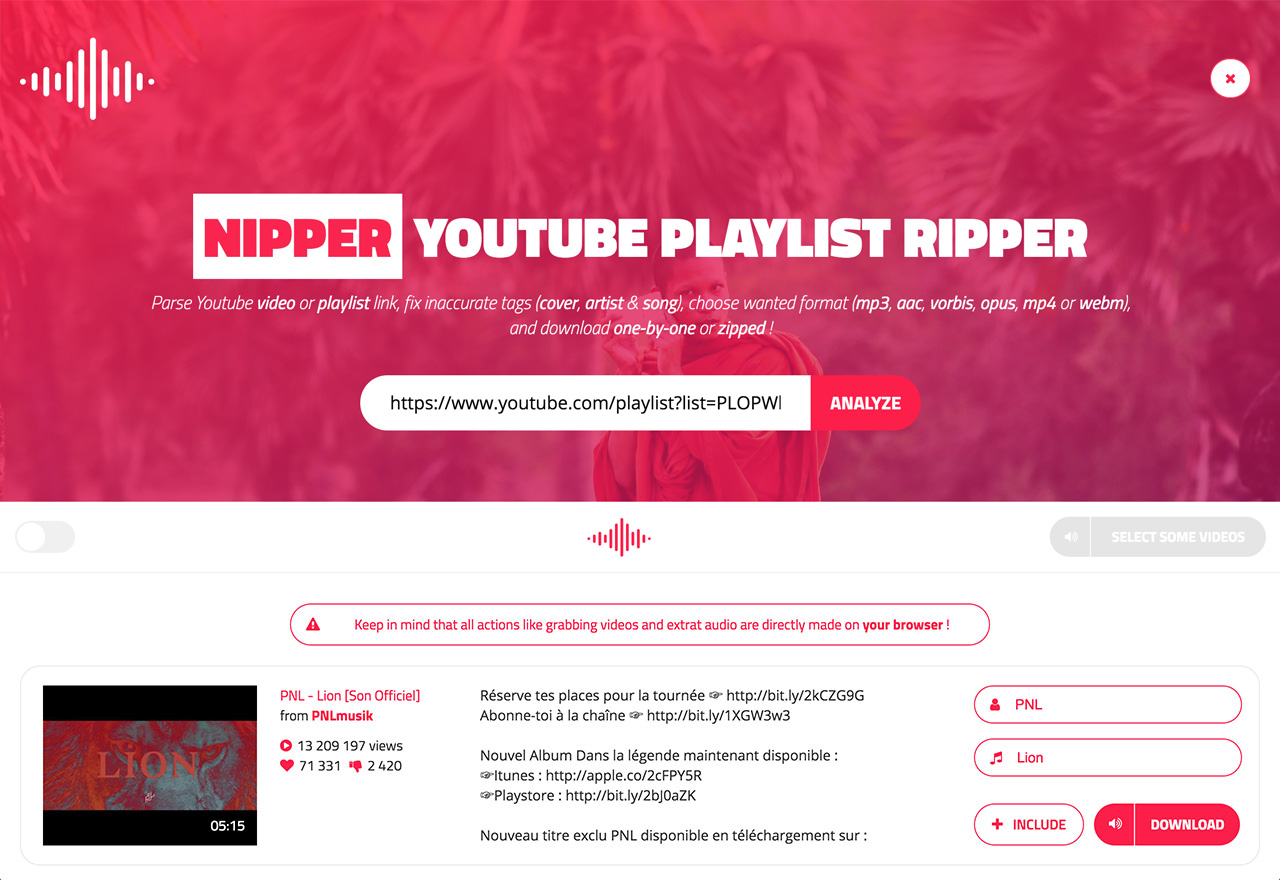 NIPPER YOUTUBE PLAYLIST RIPPER
Parse Youtube video or playlist link, fix inaccurate tags (cover, artist & song), choose wanted format (mp3, aac, vorbis, opus, mp4 or webm),
and download one-by-one or zipped !
https://www.youtube.com/playlist?list=PLOPW
ANALYZE
SELECT SOME VIDEOS
Keep in mind that all actions like grabbing videos and extrat audio are directly made on your browser !
LION
05:15
PNL - Lion [Son Officiel]
from PNLmusik
13 209 197 views
71 331 2 420
Réserve tes places pour la tournée ☞ http://bit.ly/2kCZG9G
Abonne-toi à la chaîne ☞ http://bit.ly/1XGW3w3
Nouvel Album Dans la légende maintenant disponible :
☞Itunes : http://apple.co/2cFPY5R
☞Playstore : http://bit.ly/2bJ0aZK
Nouveau titre exclu PNL disponible en téléchargement sur :
PNL
Lion
INCLUDE
DOWNLOAD